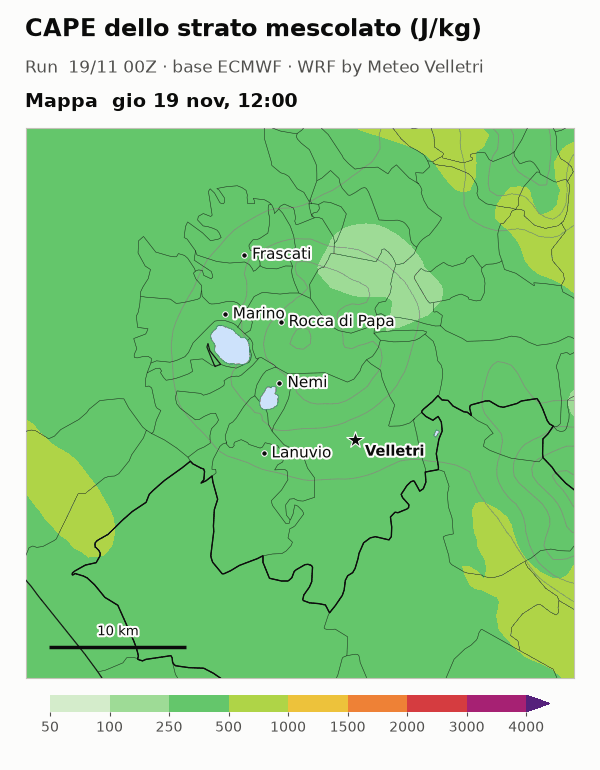 CAPE dello strato mescolato (J/kg)
Run  19/11 00Z · base ECMWF · WRF by Meteo Velletri
Mappa  gio 19 nov, 12:00
Frascati
Marino
Rocca di Papa
Nemi
Velletri
Lanuvio
10 km
50 100 250 500 1000 1500 2000 3000 4000